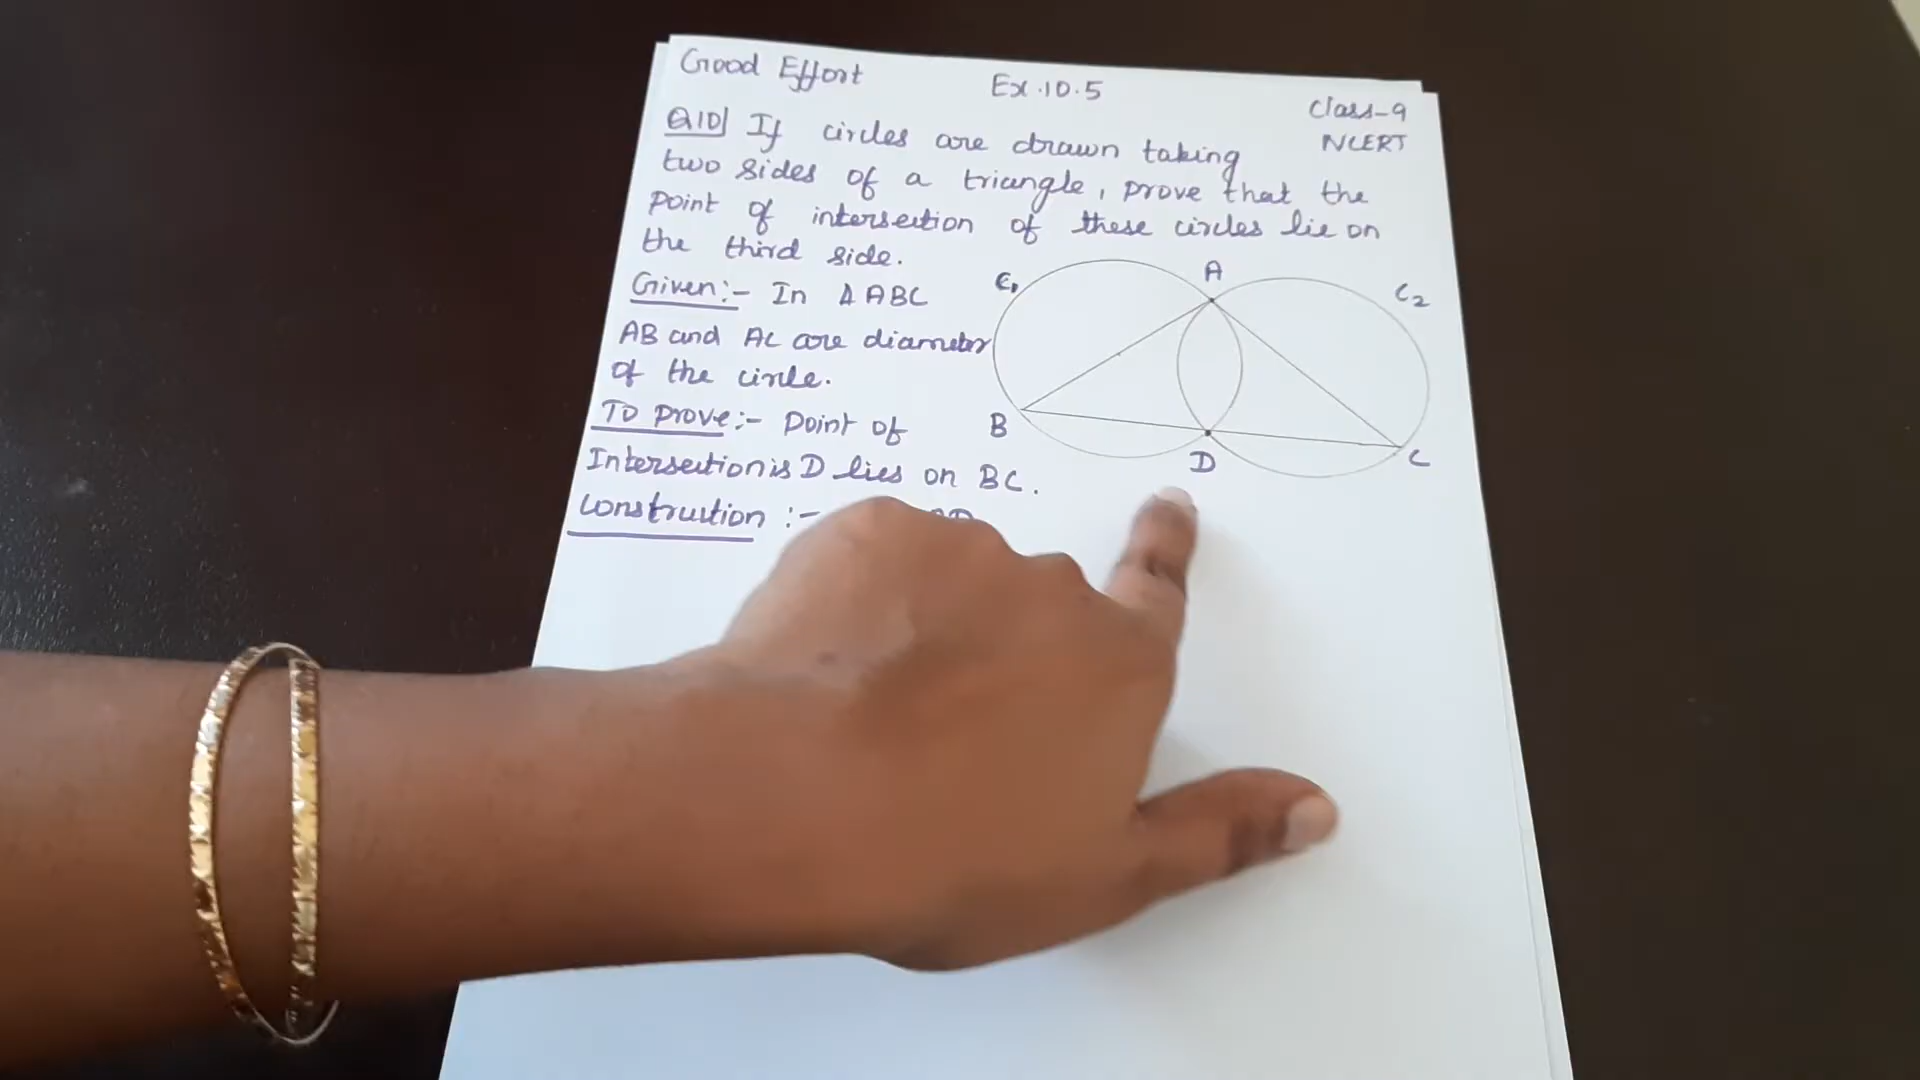 Good Effort
Ex.10.5
Class-9
NCERT
Q10] If circles are drawn taking
two sides of a triangle, prove that the
point of intersection of these circles lie on
the third side.
Given:- In Δ ABC
AB and AC are diameter
of the circle.
To prove:- Point of
Intersection is D lies on BC.
Construction :-
C1
A
C2
B
D
C